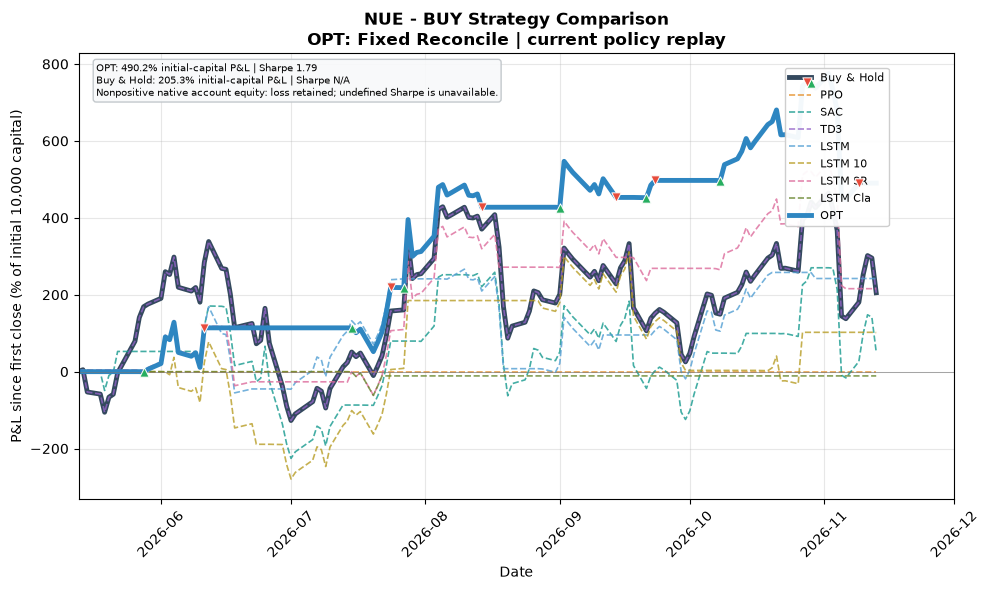 NUE - BUY Strategy Comparison
OPT: Fixed Reconcile | current policy replay
OPT: 490.2% initial-capital P&L | Sharpe 1.79
Buy & Hold: 205.3% initial-capital P&L | Sharpe N/A
Nonpositive native account equity: loss retained; undefined Sharpe is unavailable.
Buy & Hold
PPO
SAC
TD3
LSTM
LSTM 10
LSTM SR
LSTM Cla
OPT
P&L since first close (% of initial 10,000 capital)
800
600
400
200
0
−200
2026-06
2026-07
2026-08
2026-09
2026-10
2026-11
2026-12
Date